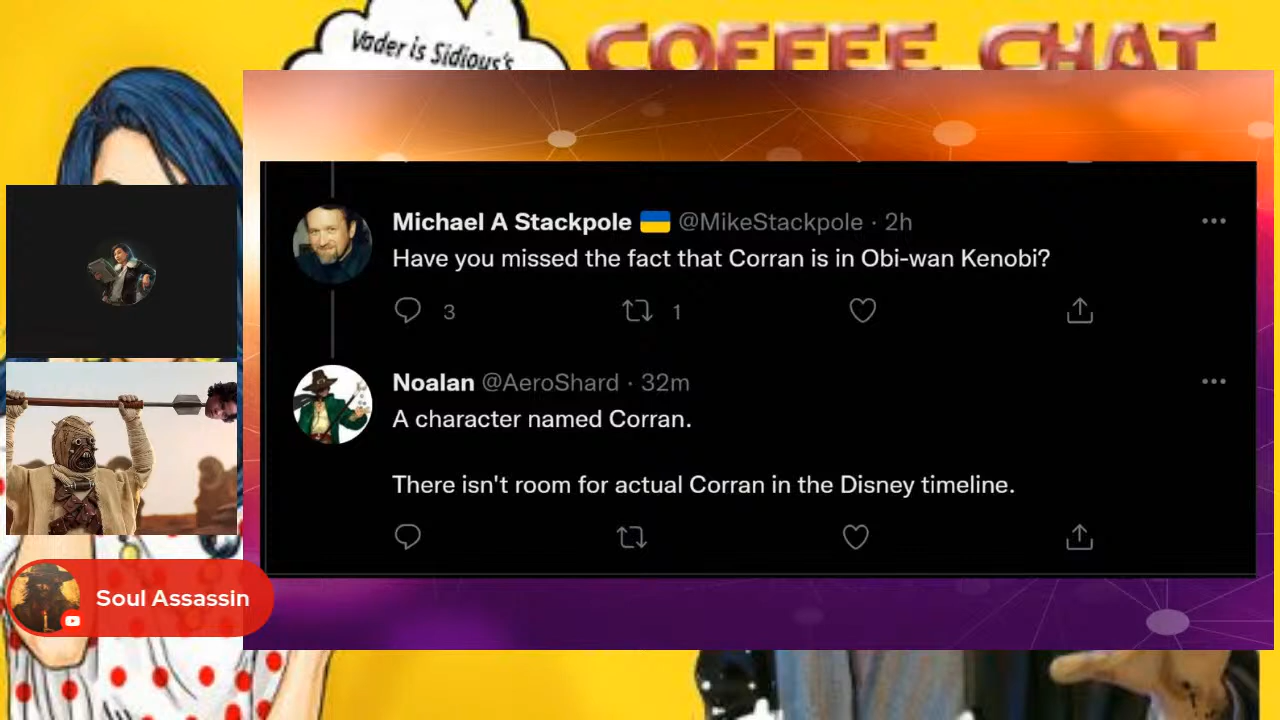 Vader is Sidious's
COFFEE CHAT
Michael A Stackpole 🇺🇦 @MikeStackpole · 2h
Have you missed the fact that Corran is in Obi-wan Kenobi?
3
1
Noalan @AeroShard · 32m
A character named Corran.
There isn't room for actual Corran in the Disney timeline.
Soul Assassin